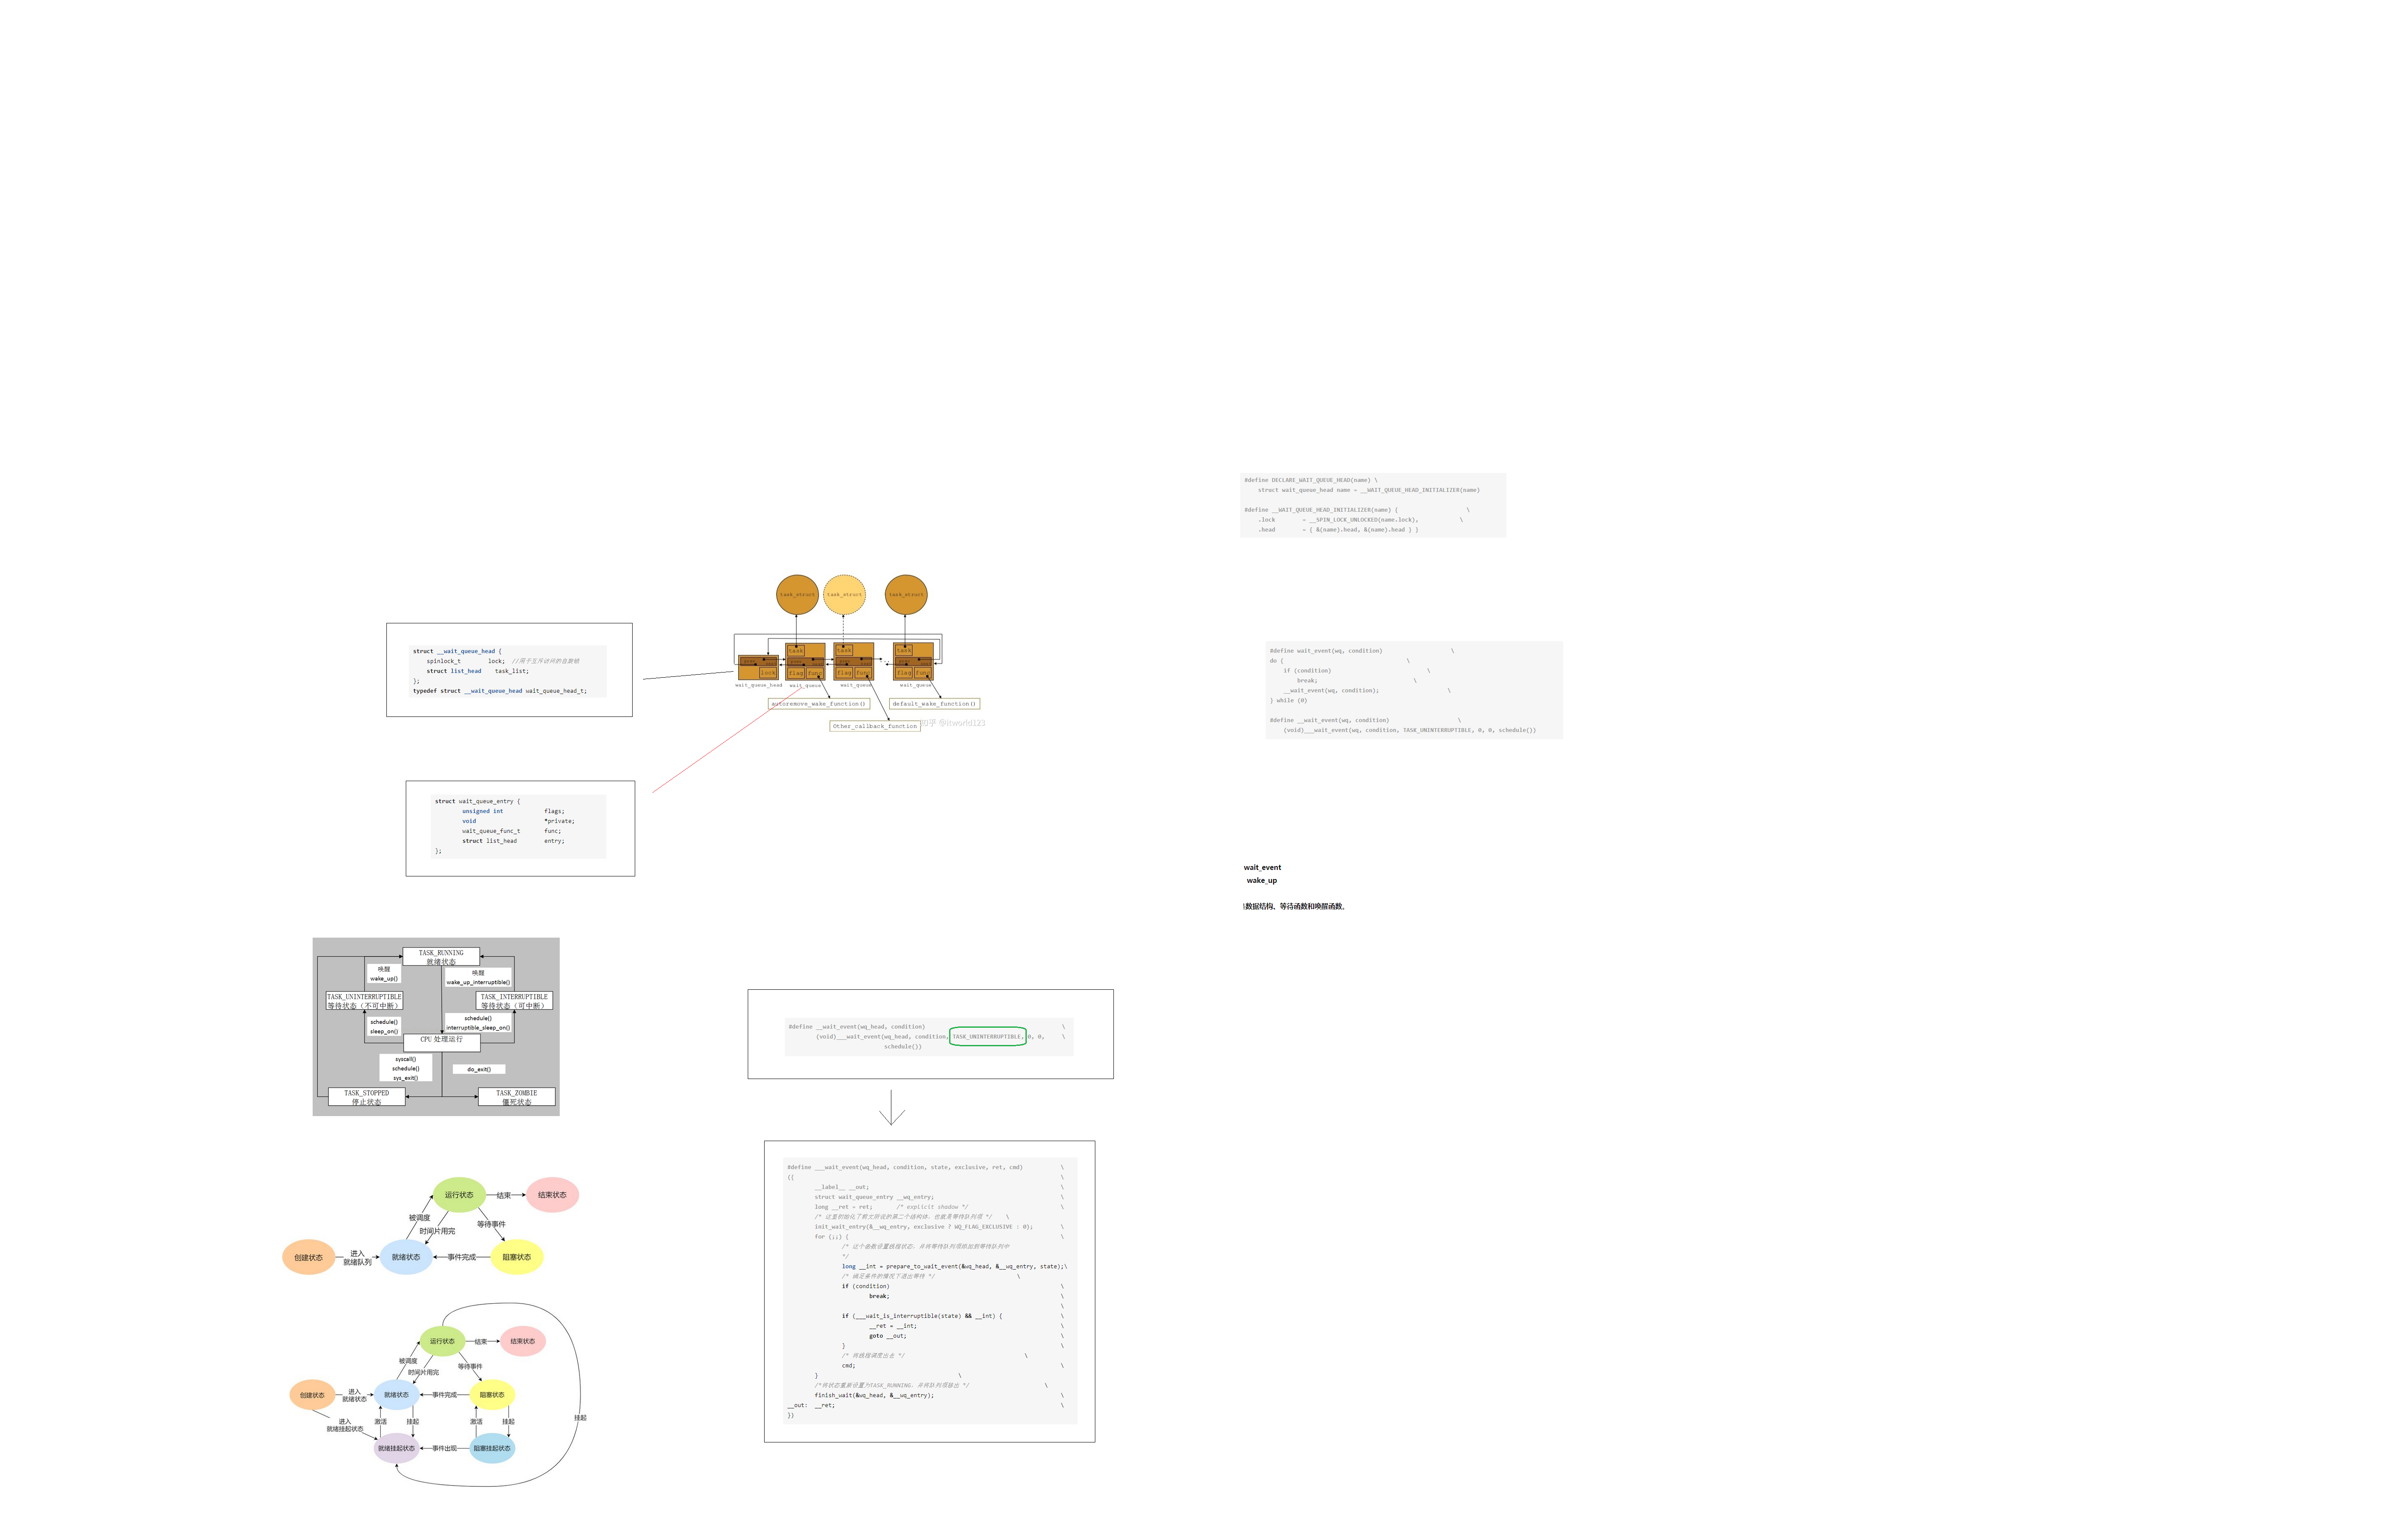 #define DECLARE_WAIT_QUEUE_HEAD(name) \
struct wait_queue_head name = __WAIT_QUEUE_HEAD_INITIALIZER(name)
#define __WAIT_QUEUE_HEAD_INITIALIZER(name) { \
.lock = __SPIN_LOCK_UNLOCKED(name.lock), \
.head = { &(name).head, &(name).head } }
task_struct
task_struct
task_struct
struct __wait_queue_head {
spinlock_t lock; //用于互斥访问的自旋锁
struct list_head task_list;
};
typedef struct __wait_queue_head wait_queue_head_t;
task
task
task
lock
flag
func
flag
func
flag
func
wait_queue_head
wait_queue
wait_queue
wait_queue
autoremove_wake_function()
default_wake_function()
Other_callback_function
知乎 @itworld123
#define wait_event(wq, condition) \
do { \
if (condition) \
break; \
__wait_event(wq, condition); \
} while (0)
#define __wait_event(wq, condition) \
(void)___wait_event(wq, condition, TASK_UNINTERRUPTIBLE, 0, 0, schedule())
struct wait_queue_entry {
unsigned int flags;
void *private;
wait_queue_func_t func;
struct list_head entry;
};
wait_event
wake_up
数据结构、等待函数和唤醒函数。
TASK_RUNNING
就绪状态
唤醒
wake_up()
唤醒
wake_up_interruptible()
TASK_UNINTERRUPTIBLE
等待状态（不可中断）
TASK_INTERRUPTIBLE
等待状态（可中断）
schedule()
sleep_on()
schedule()
interruptible_sleep_on()
CPU 处理运行
syscall()
schedule()
sys_exit()
do_exit()
TASK_STOPPED
停止状态
TASK_ZOMBIE
僵死状态
#define __wait_event(wq_head, condition) \
(void)___wait_event(wq_head, condition, TASK_UNINTERRUPTIBLE, 0, 0, \
schedule())
#define ___wait_event(wq_head, condition, state, exclusive, ret, cmd) \
({ \
__label__ __out; \
struct wait_queue_entry __wq_entry; \
long __ret = ret; /* explicit shadow */ \
/* 这里初始化了前文所说的第二个结构体，也就是等待队列项 */ \
init_wait_entry(&__wq_entry, exclusive ? WQ_FLAG_EXCLUSIVE : 0); \
for (;;) { \
/* 这个函数设置线程状态，并将等待队列项添加到等待队列中
*/
long __int = prepare_to_wait_event(&wq_head, &__wq_entry, state);\
/* 满足条件的情况下退出等待 */ \
if (condition) \
break; \
\
if (___wait_is_interruptible(state) && __int) { \
__ret = __int; \
goto __out; \
} \
/* 将线程调度出去 */ \
cmd; \
} \
/*将状态重新设置为TASK_RUNNING，并将队列项移出 */ \
finish_wait(&wq_head, &__wq_entry); \
__out: __ret; \
})
运行状态
结束
结束状态
被调度
时间片用完
等待事件
创建状态
进入
就绪队列
就绪状态
事件完成
阻塞状态
运行状态
结束
结束状态
被调度
时间片用完
等待事件
创建状态
进入
就绪状态
就绪状态
事件完成
阻塞状态
进入
就绪挂起状态
激活
挂起
激活
挂起
挂起
就绪挂起状态
事件出现
阻塞挂起状态